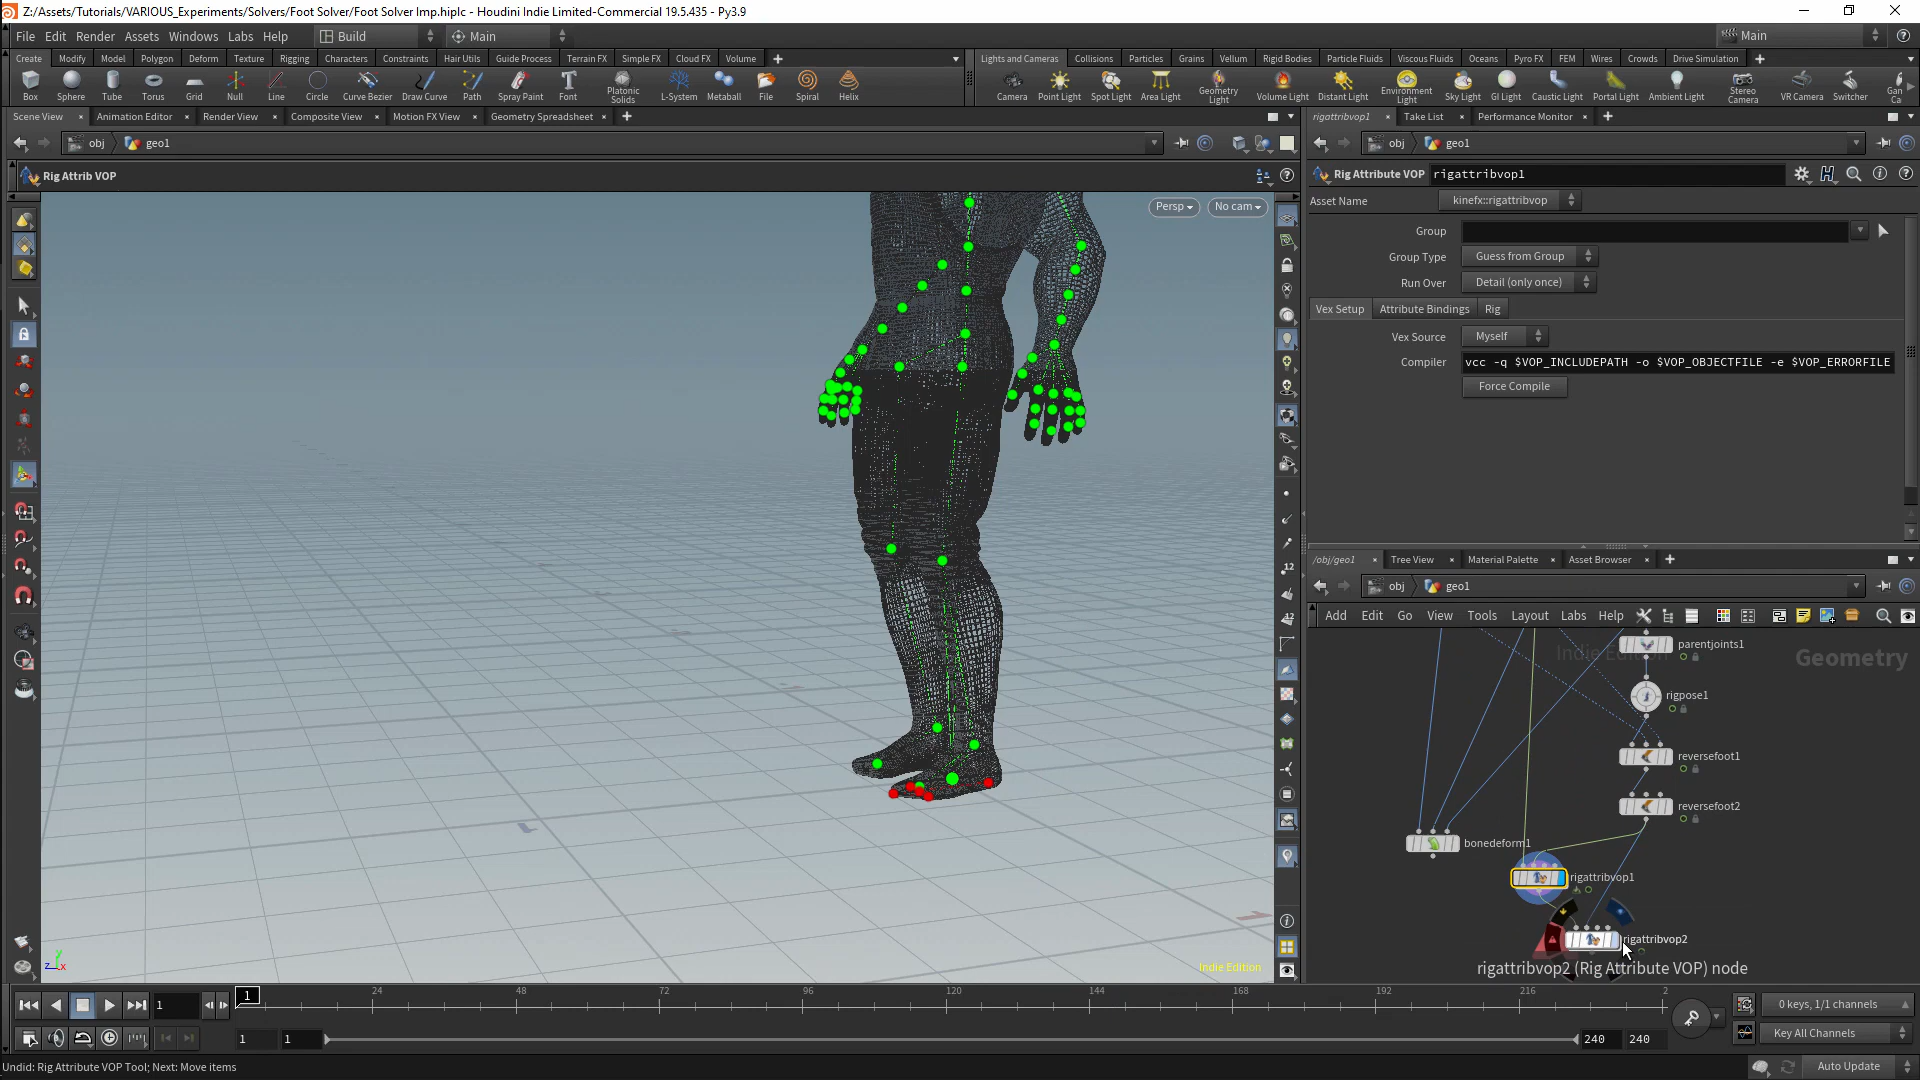 Z:/Assets/Tutorials/VARIOUS_Experiments/Solvers/Foot Solver/Foot Solver Imp.hiplc - Houdini Indie Limited-Commercial 19.5.435 - Py3.9
File Edit Render Assets Windows Labs Help Build Main Main
Create Modify Model Polygon Deform Texture Rigging Characters Constraints Hair Utils Guide Process Terrain FX Simple FX Cloud FX Volume
Lights and Cameras Collisions Particles Grains Vellum Rigid Bodies Particle Fluids Viscous Fluids Oceans Pyro FX FEM Wires Crowds Drive Simulation
Box Sphere Tube Torus Grid Null Line Circle Curve Bezier Draw Curve Path Spray Paint Font Platonic Solids L-System Metaball File Spiral Helix
Camera Point Light Spot Light Area Light Geometry Light Volume Light Distant Light Environment Light Sky Light GI Light Caustic Light Portal Light Ambient Light Stereo Camera VR Camera Switcher Gan Ca
Scene View Animation Editor Render View Composite View Motion FX View Geometry Spreadsheet
rigattribvop1 Take List Performance Monitor
obj geo1
obj geo1
Rig Attrib VOP
Rig Attribute VOP rigattribvop1
Asset Name kinefx::rigattribvop
Persp No cam
Group
Group Type Guess from Group
Run Over Detail (only once)
Vex Setup Attribute Bindings Rig
Vex Source Myself
Compiler vcc -q $VOP_INCLUDEPATH -o $VOP_OBJECTFILE -e $VOP_ERRORFILE
Force Compile
/obj/geo1 Tree View Material Palette Asset Browser
obj geo1
Add Edit Go View Tools Layout Labs Help
Indie Edition
Geometry
parentjoints1
rigpose1
reversefoot1
reversefoot2
bonedeform1
rigattribvop1
rigattribvop2
rigattribvop2 (Rig Attribute VOP) node
Indie Edition
z x y
1 1 24 48 72 96 120 144 168 192 216 2
0 keys, 1/1 channels
1 1 240 240
Key All Channels
Undid: Rig Attribute VOP Tool; Next: Move items
Auto Update